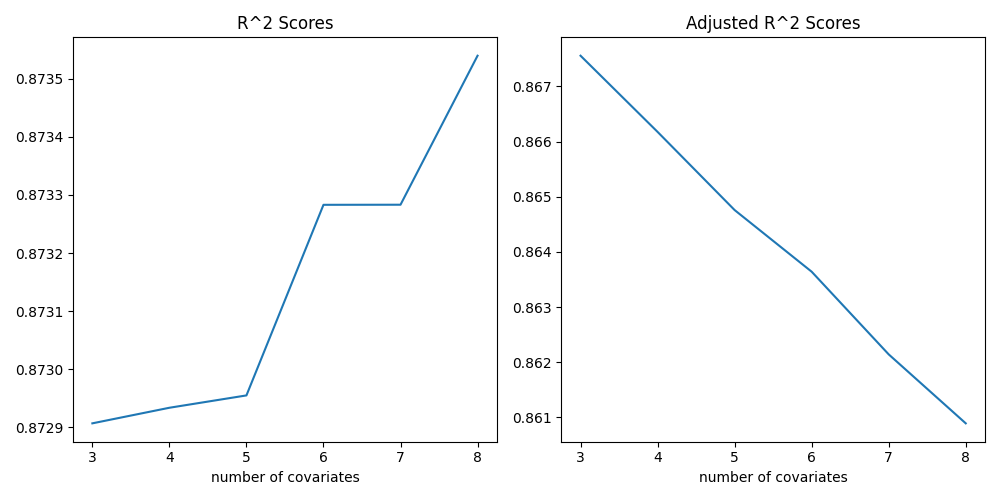 R^2 Scores
0.8735
0.8734
0.8733
0.8732
0.8731
0.8730
0.8729
3 4 5 6 7 8
number of covariates
Adjusted R^2 Scores
0.867
0.866
0.865
0.864
0.863
0.862
0.861
3 4 5 6 7 8
number of covariates